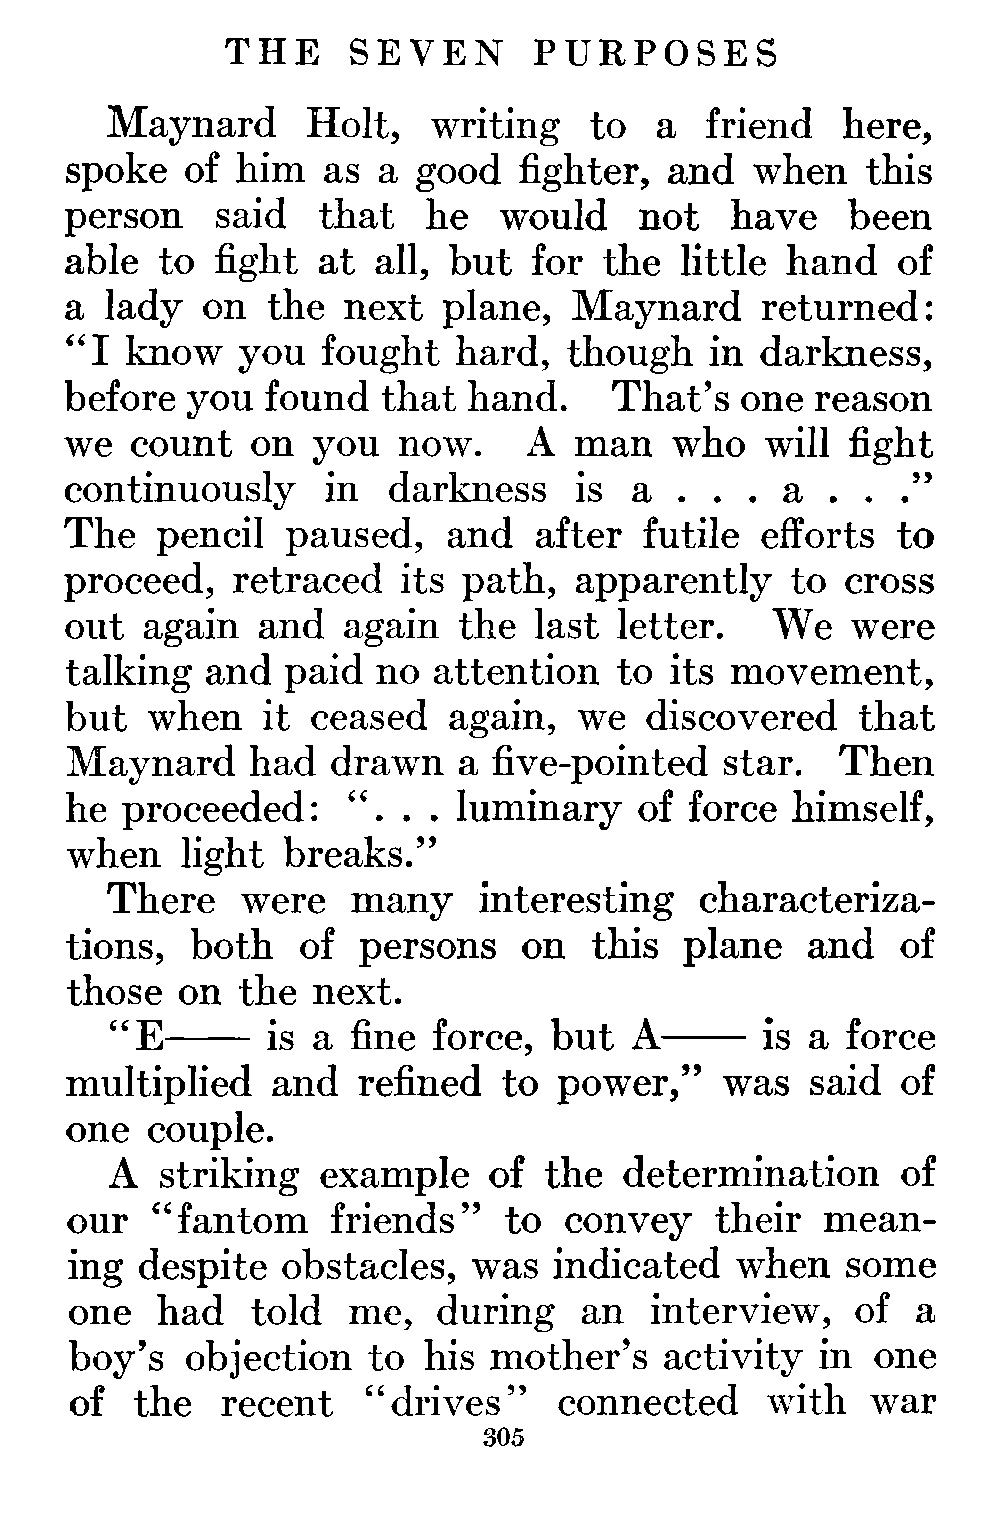 THE SEVEN PURPOSES
Maynard Holt, writing to a friend here,
spoke of him as a good fighter, and when this
person said that he would not have been
able to fight at all, but for the little hand of
a lady on the next plane, Maynard returned:
“I know you fought hard, though in darkness,
before you found that hand. That’s one reason
we count on you now. A man who will fight
continuously in darkness is a . . . a . . .”
The pencil paused, and after futile efforts to
proceed, retraced its path, apparently to cross
out again and again the last letter. We were
talking and paid no attention to its movement,
but when it ceased again, we discovered that
Maynard had drawn a five-pointed star. Then
he proceeded: “. . . luminary of force himself,
when light breaks.”
There were many interesting characteriza-
tions, both of persons on this plane and of
those on the next.
“E—— is a fine force, but A—— is a force
multiplied and refined to power,” was said of
one couple.
A striking example of the determination of
our “fantom friends” to convey their mean-
ing despite obstacles, was indicated when some
one had told me, during an interview, of a
boy’s objection to his mother’s activity in one
of the recent “drives” connected with war
305